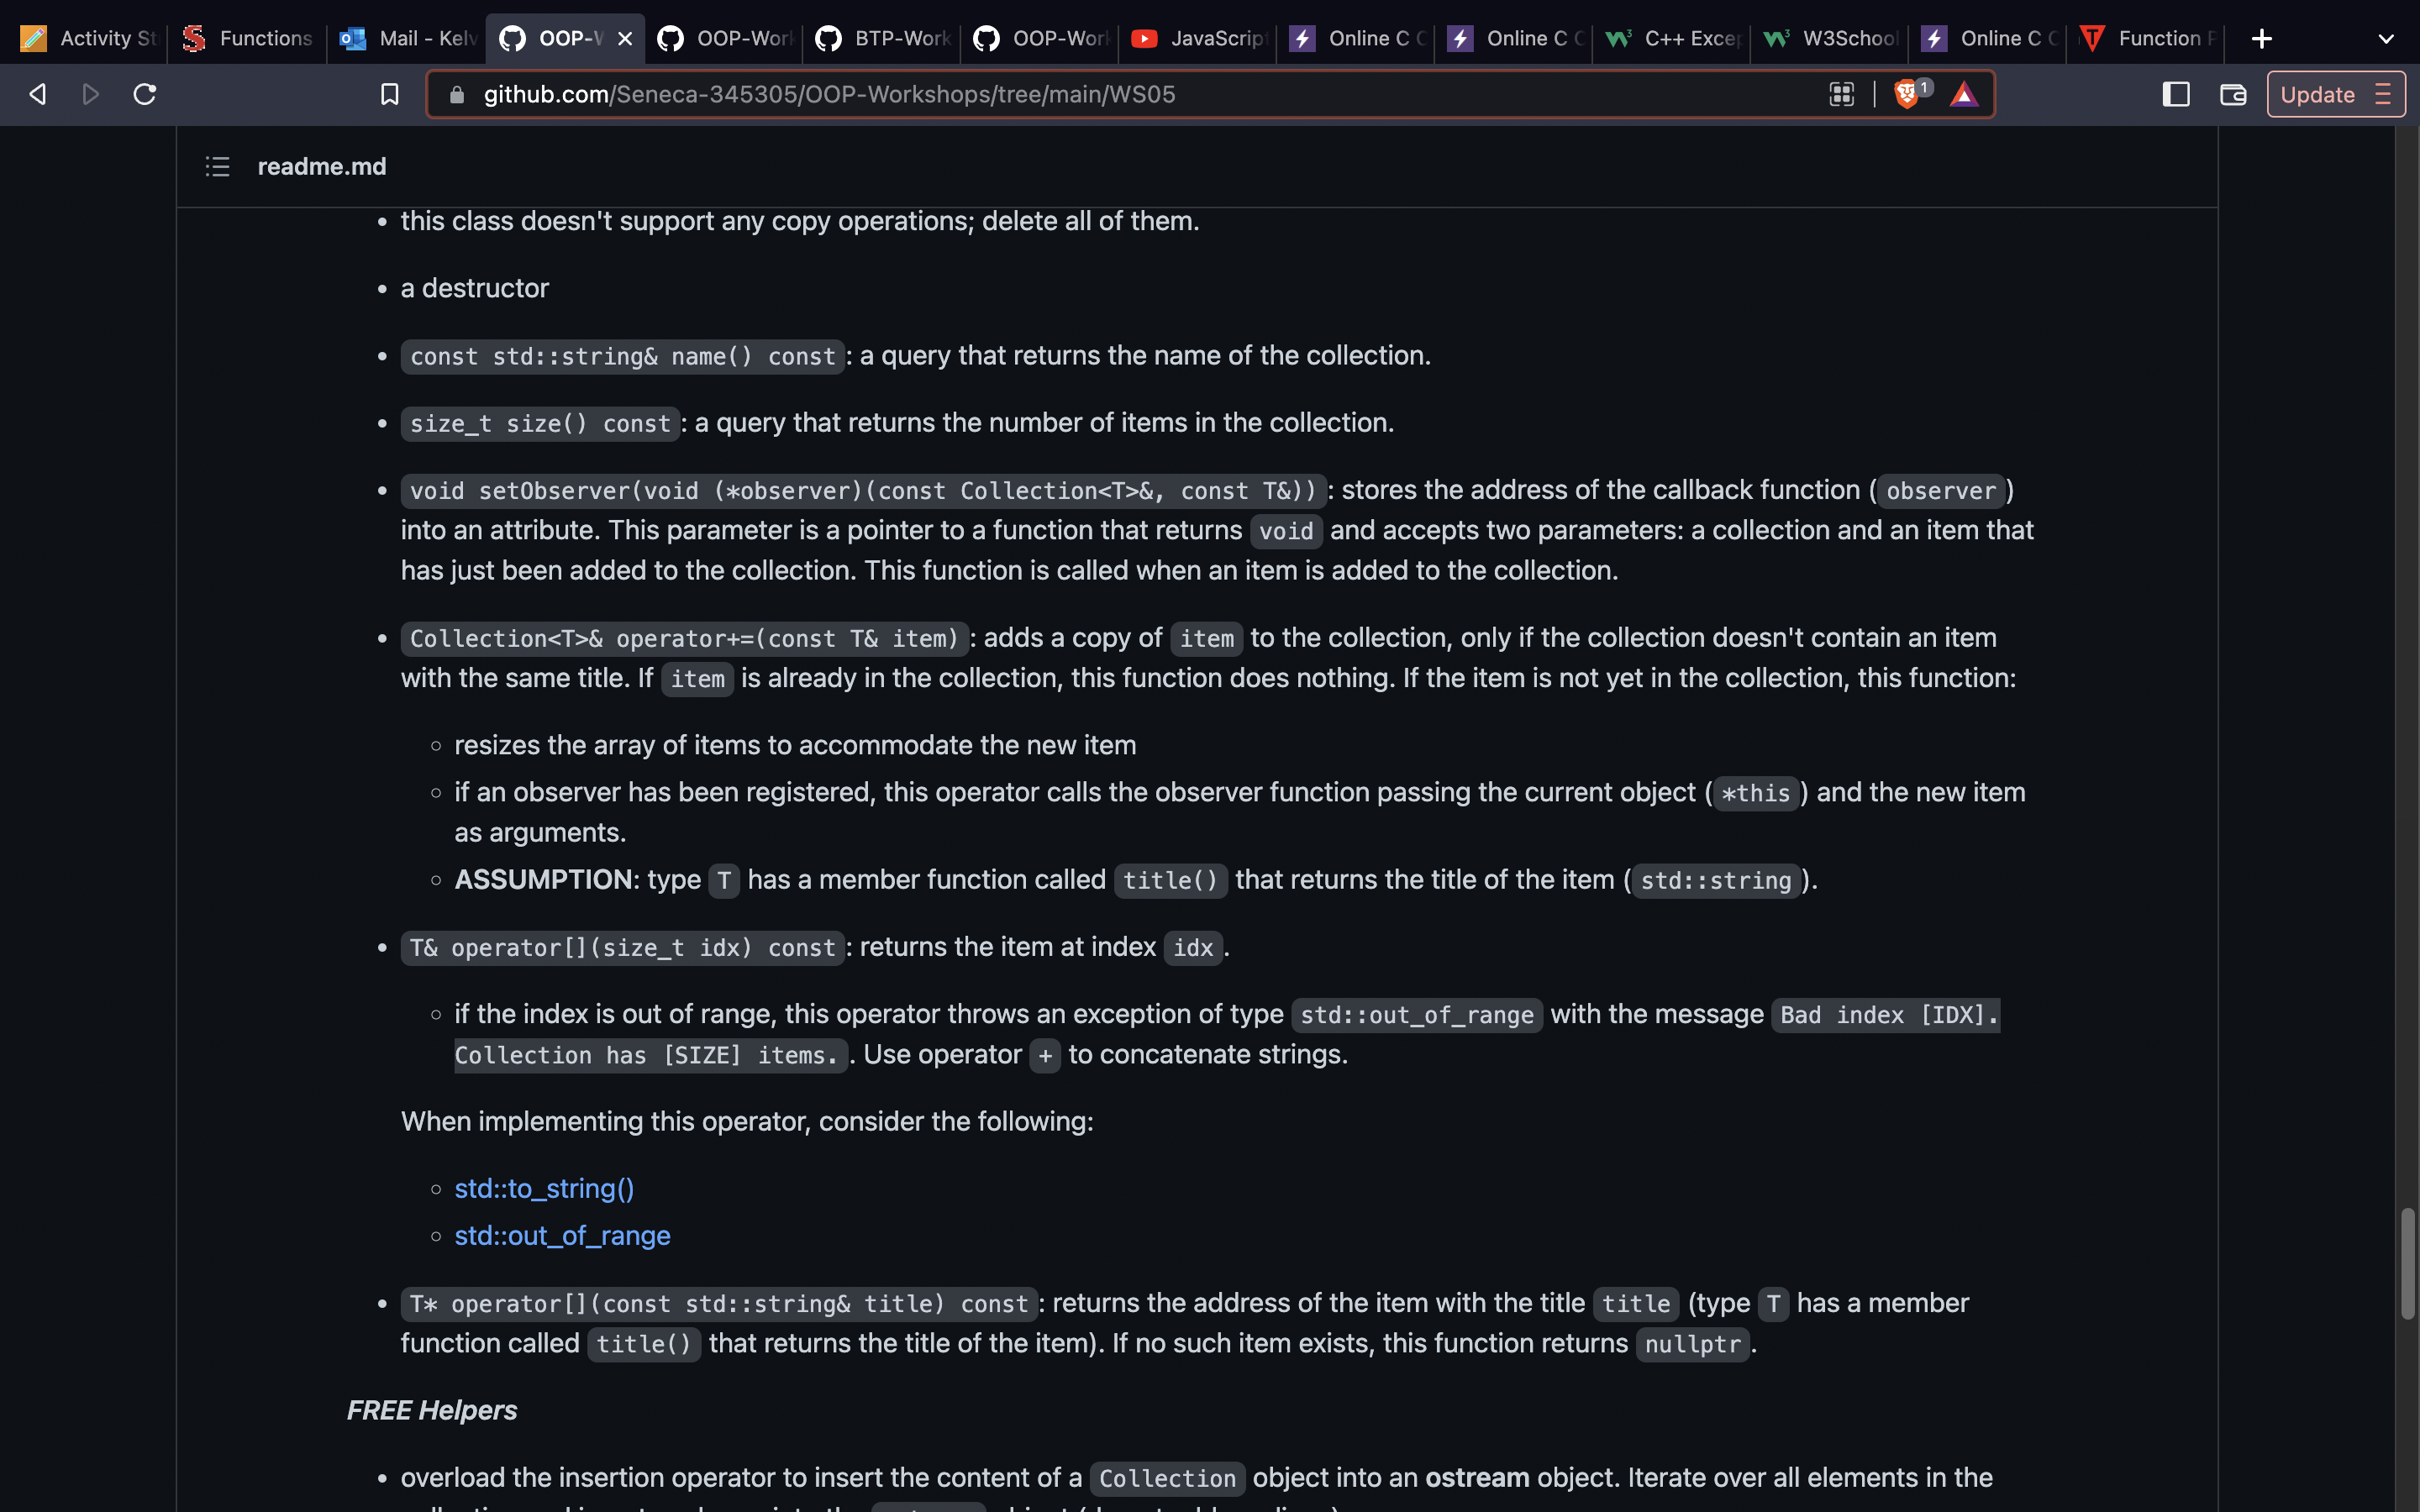 Activity St
Functions
Mail - Kelv
OOP-W
OOP-Work
BTP-Work
OOP-Work
JavaScript
Online C C
Online C C
C++ Excep
W3School
Online C C
Function P
github.com/Seneca-345305/OOP-Workshops/tree/main/WS05
1
Update
readme.md
• this class doesn't support any copy operations; delete all of them.
• a destructor
• const std::string& name() const: a query that returns the name of the collection.
• size_t size() const: a query that returns the number of items in the collection.
• void setObserver(void (*observer)(const Collection<T>&, const T&)): stores the address of the callback function (observer)
into an attribute. This parameter is a pointer to a function that returns void and accepts two parameters: a collection and an item that
has just been added to the collection. This function is called when an item is added to the collection.
• Collection<T>& operator+=(const T& item): adds a copy of item to the collection, only if the collection doesn't contain an item
with the same title. If item is already in the collection, this function does nothing. If the item is not yet in the collection, this function:
○ resizes the array of items to accommodate the new item
○ if an observer has been registered, this operator calls the observer function passing the current object (*this) and the new item
as arguments.
○ ASSUMPTION: type T has a member function called title() that returns the title of the item (std::string).
• T& operator[](size_t idx) const: returns the item at index idx.
○ if the index is out of range, this operator throws an exception of type std::out_of_range with the message Bad index [IDX].
Collection has [SIZE] items.. Use operator + to concatenate strings.
When implementing this operator, consider the following:
○ std::to_string()
○ std::out_of_range
• T* operator[](const std::string& title) const: returns the address of the item with the title title (type T has a member
function called title() that returns the title of the item). If no such item exists, this function returns nullptr.
FREE Helpers
• overload the insertion operator to insert the content of a Collection object into an ostream object. Iterate over all elements in the